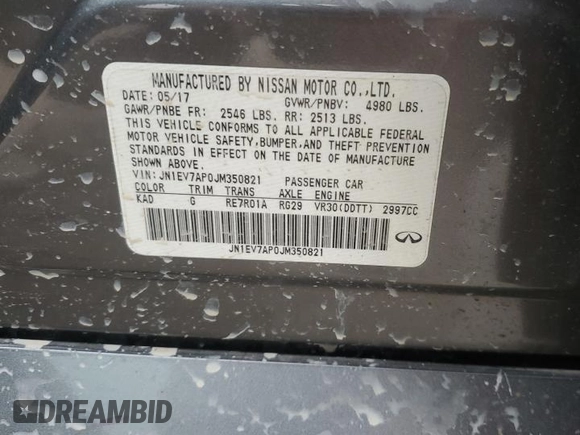 MANUFACTURED BY NISSAN MOTOR CO.,LTD.
DATE: 05/17 GVWR/PNBV: 4980 LBS.
GAWR/PNBE FR: 2546 LBS. RR: 2513 LBS.
THIS VEHICLE CONFORMS TO ALL APPLICABLE FEDERAL
MOTOR VEHICLE SAFETY, BUMPER, AND THEFT PREVENTION
STANDARDS IN EFFECT ON THE DATE OF MANUFACTURE
SHOWN ABOVE.
VIN: JN1EV7AP0JM350821 PASSENGER CAR
COLOR TRIM TRANS AXLE ENGINE
KAD G RE7R01A RG29 VR30(DDTT) 2997CC
JN1EV7AP0JM350821
DREAMBID